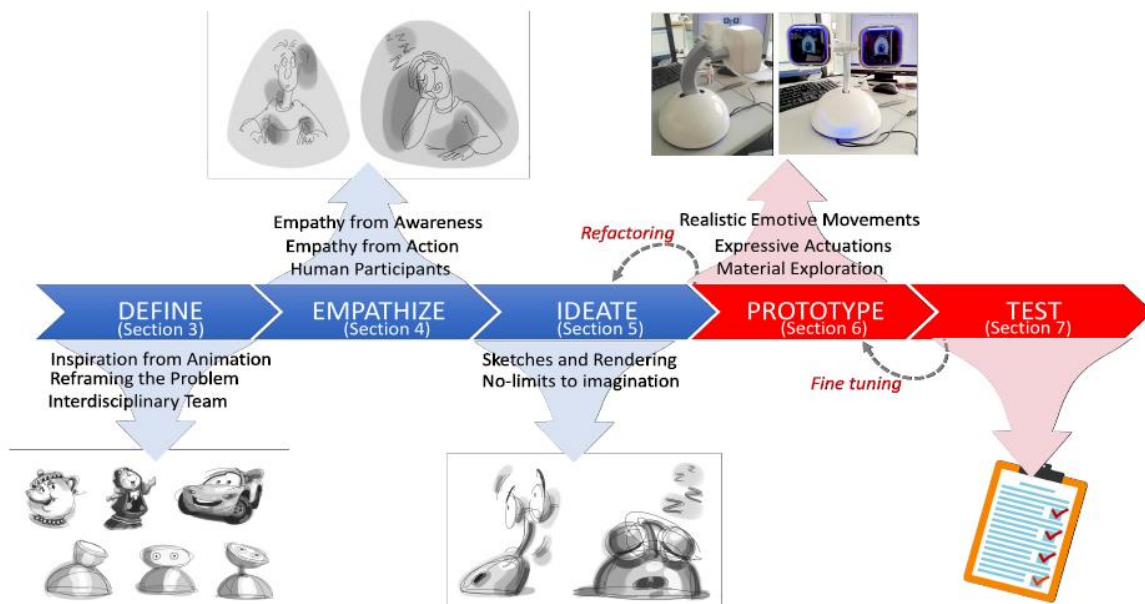 Empathy from Awareness
Empathy from Action
Human Participants
Refactoring
Realistic Emotive Movements
Expressive Actuations
Material Exploration
DEFINE
(Section 3)
EMPATHIZE
(Section 4)
IDEATE
(Section 5)
PROTOTYPE
(Section 6)
TEST
(Section 7)
Inspiration from Animation
Reframing the Problem
Interdisciplinary Team
Sketches and Rendering
No-limits to imagination
Fine tuning